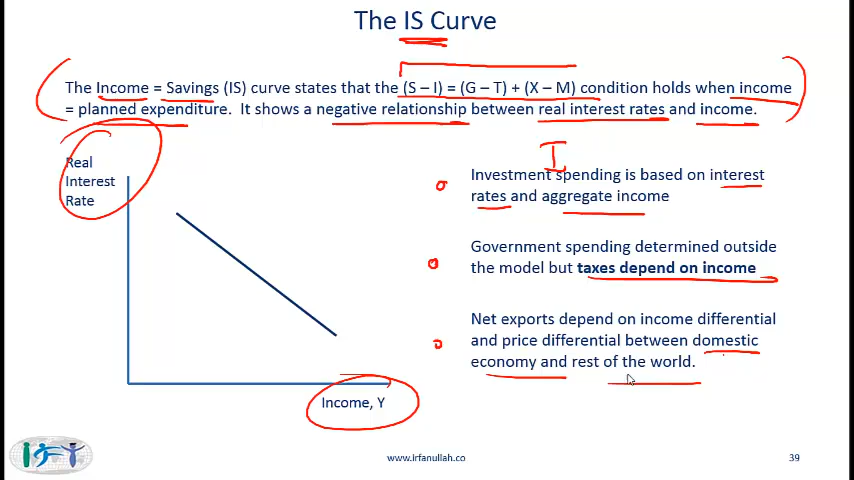 The IS Curve
The Income = Savings (IS) curve states that the (S – I) = (G – T) + (X – M) condition holds when income
= planned expenditure. It shows a negative relationship between real interest rates and income.
Real
Interest
Rate
I
Investment spending is based on interest
rates and aggregate income
Government spending determined outside
the model but taxes depend on income
Net exports depend on income differential
and price differential between domestic
economy and rest of the world.
Income, Y
www.irfanullah.co
39